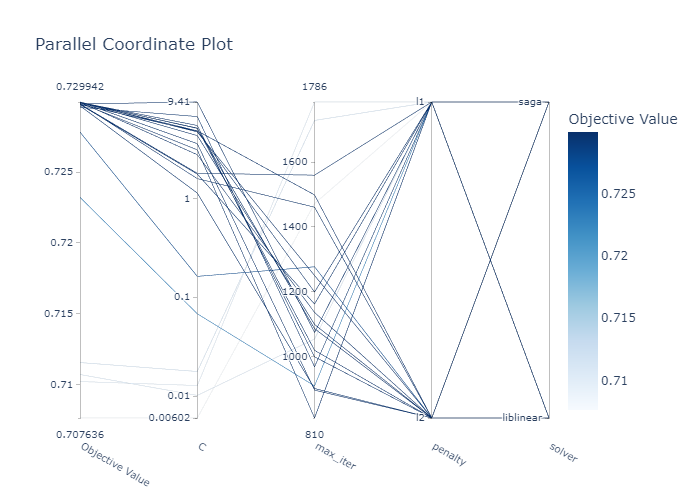 Parallel Coordinate Plot
0.729942
0.725
0.72
0.715
0.71
0.707636
Objective Value
9.41
1
0.1
0.01
0.00602
C
1786
1600
1400
1200
1000
810
max_iter
l1
l2
penalty
saga
liblinear
solver
Objective Value
0.725
0.72
0.715
0.71